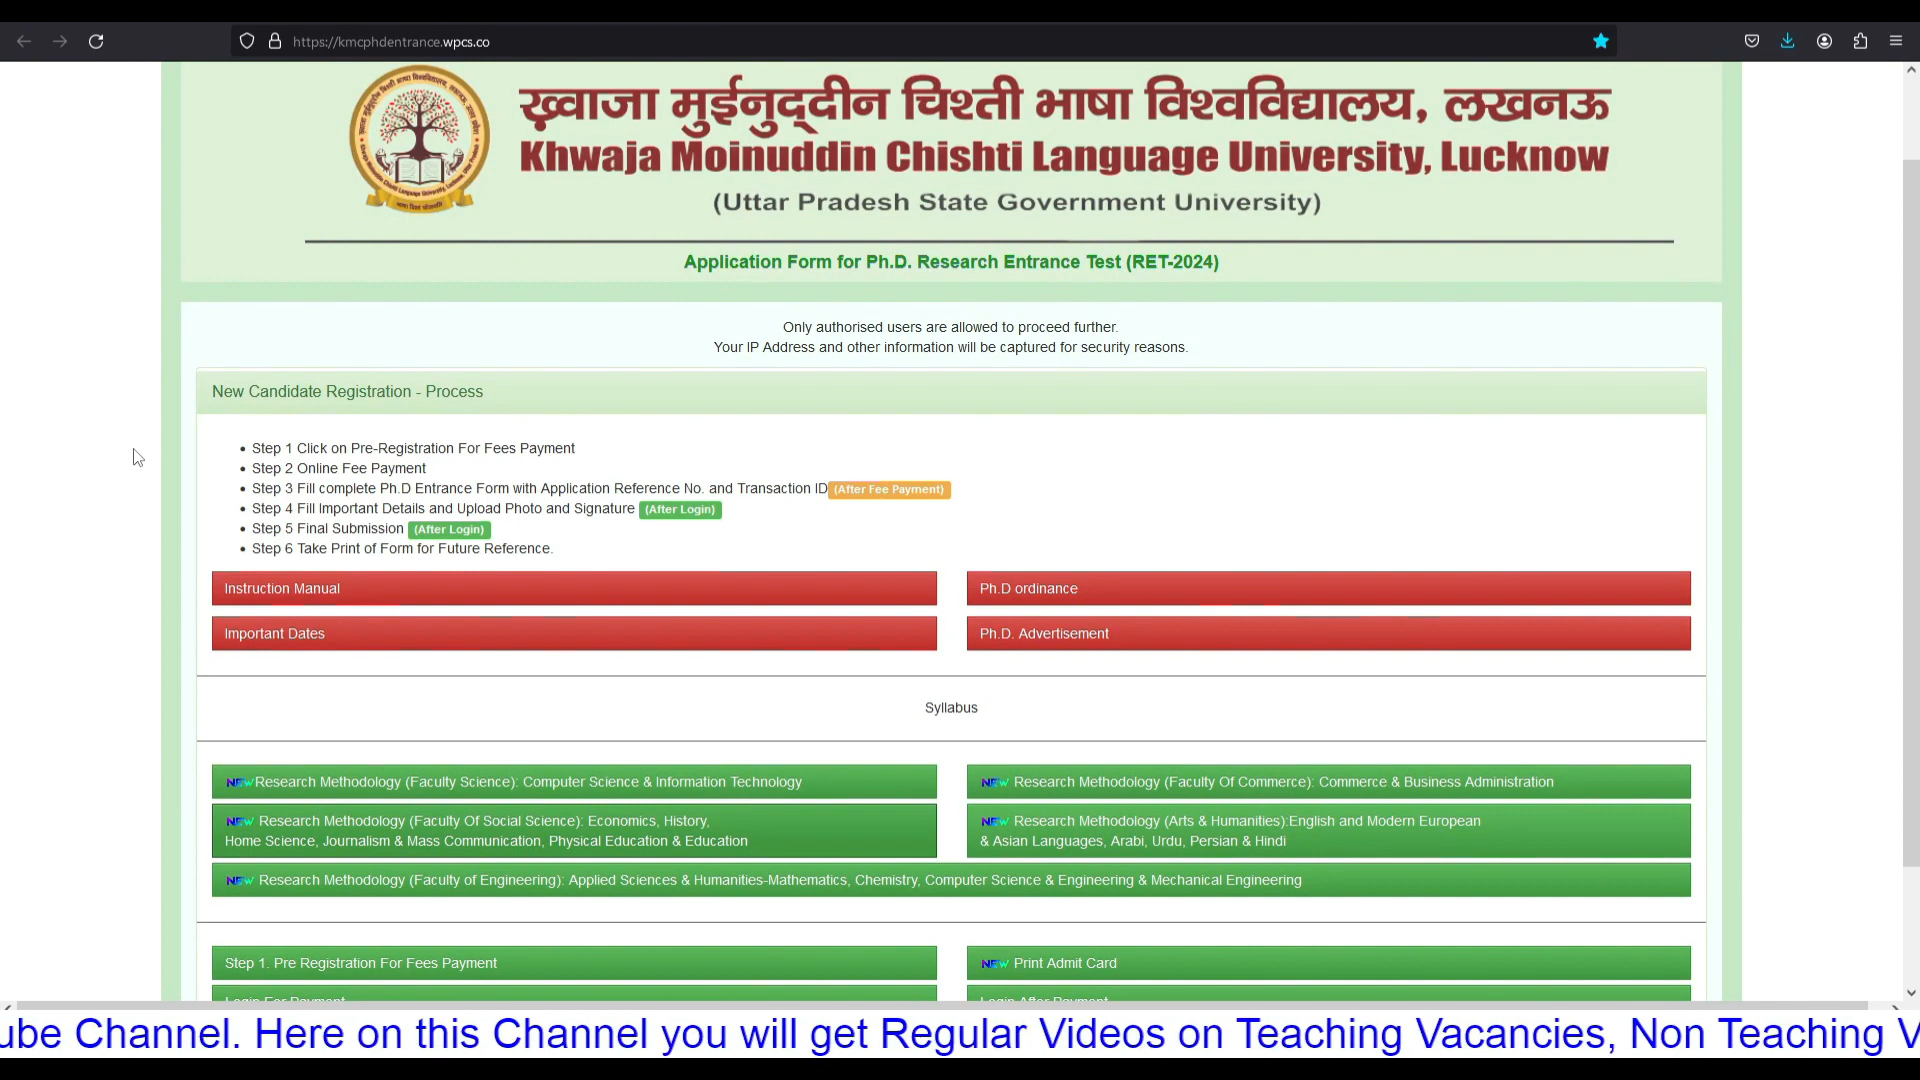 https://kmcphdentrance.wpcs.co
ख़्वाजा मुईनुद्दीन चिश्ती भाषा विश्वविद्यालय, लखनऊ
Khwaja Moinuddin Chishti Language University, Lucknow
(Uttar Pradesh State Government University)
Application Form for Ph.D. Research Entrance Test (RET-2024)
Only authorised users are allowed to proceed further.
Your IP Address and other information will be captured for security reasons.
New Candidate Registration - Process
Step 1 Click on Pre-Registration For Fees Payment
Step 2 Online Fee Payment
Step 3 Fill complete Ph.D Entrance Form with Application Reference No. and Transaction ID (After Fee Payment)
Step 4 Fill Important Details and Upload Photo and Signature (After Login)
Step 5 Final Submission (After Login)
Step 6 Take Print of Form for Future Reference.
Instruction Manual
Ph.D ordinance
Important Dates
Ph.D. Advertisement
Syllabus
NEW Research Methodology (Faculty Science): Computer Science & Information Technology
NEW Research Methodology (Faculty Of Commerce): Commerce & Business Administration
NEW Research Methodology (Faculty Of Social Science): Economics, History,
Home Science, Journalism & Mass Communication, Physical Education & Education
NEW Research Methodology (Arts & Humanities):English and Modern European
& Asian Languages, Arabi, Urdu, Persian & Hindi
NEW Research Methodology (Faculty of Engineering): Applied Sciences & Humanities-Mathematics, Chemistry, Computer Science & Engineering & Mechanical Engineering
Step 1. Pre Registration For Fees Payment
NEW Print Admit Card
Login For Payment
Login After Payment
ube Channel. Here on this Channel you will get Regular Videos on Teaching Vacancies, Non Teaching V